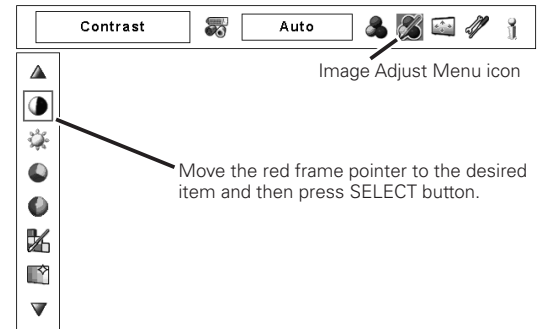 Contrast
Auto
Image Adjust Menu icon
Move the red frame pointer to the desired
item and then press SELECT button.